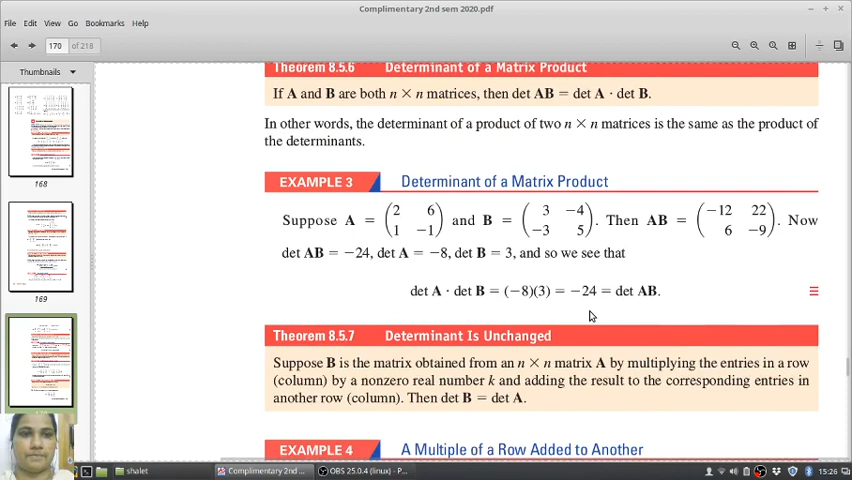 Complimentary 2nd sem 2020.pdf
File Edit View Go Bookmarks Help
170 of 218
Thumbnails
168
169
Theorem 8.5.6 Determinant of a Matrix Product
If A and B are both n × n matrices, then det AB = det A · det B.
In other words, the determinant of a product of two n × n matrices is the same as the product of
the determinants.
EXAMPLE 3 Determinant of a Matrix Product
2 6 3 −4 −12 22
Suppose A = ( ) and B = ( ). Then AB = ( ). Now
1 −1 −3 5 6 −9
det AB = −24, det A = −8, det B = 3, and so we see that
det A · det B = (−8)(3) = −24 = det AB.
Theorem 8.5.7 Determinant Is Unchanged
Suppose B is the matrix obtained from an n × n matrix A by multiplying the entries in a row
(column) by a nonzero real number k and adding the result to the corresponding entries in
another row (column). Then det B = det A.
EXAMPLE 4 A Multiple of a Row Added to Another
shalet Complimentary 2nd ... OBS 25.0.4 (linux) - P... 15:26